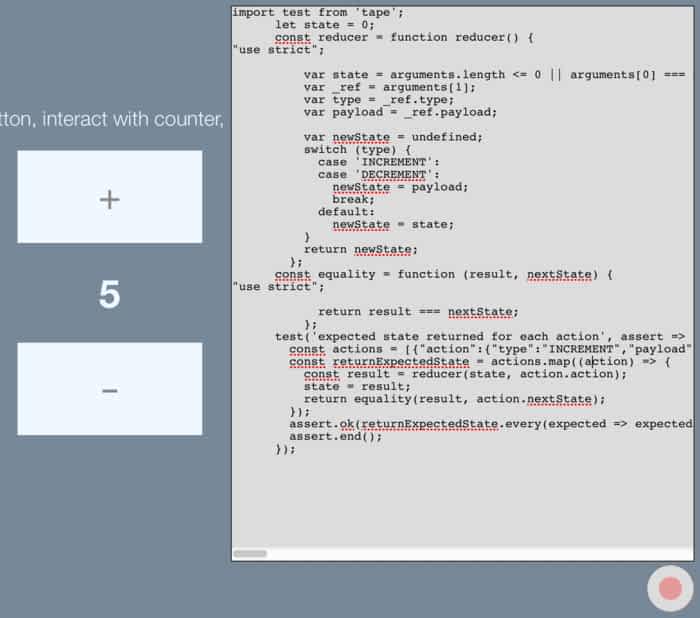 tton, interact with counter,
+
5
-
import test from 'tape';
let state = 0;
const reducer = function reducer() {
"use strict";
var state = arguments.length <= 0 || arguments[0] ===
var _ref = arguments[1];
var type = _ref.type;
var payload = _ref.payload;
var newState = undefined;
switch (type) {
case 'INCREMENT':
case 'DECREMENT':
newState = payload;
break;
default:
newState = state;
}
return newState;
};
const equality = function (result, nextState) {
"use strict";
return result === nextState;
};
test('expected state returned for each action', assert =>
const actions = [{"action":{"type":"INCREMENT","payload"
const returnExpectedState = actions.map((action) => {
const result = reducer(state, action.action);
state = result;
return equality(result, action.nextState);
});
assert.ok(returnExpectedState.every(expected => expected
assert.end();
});